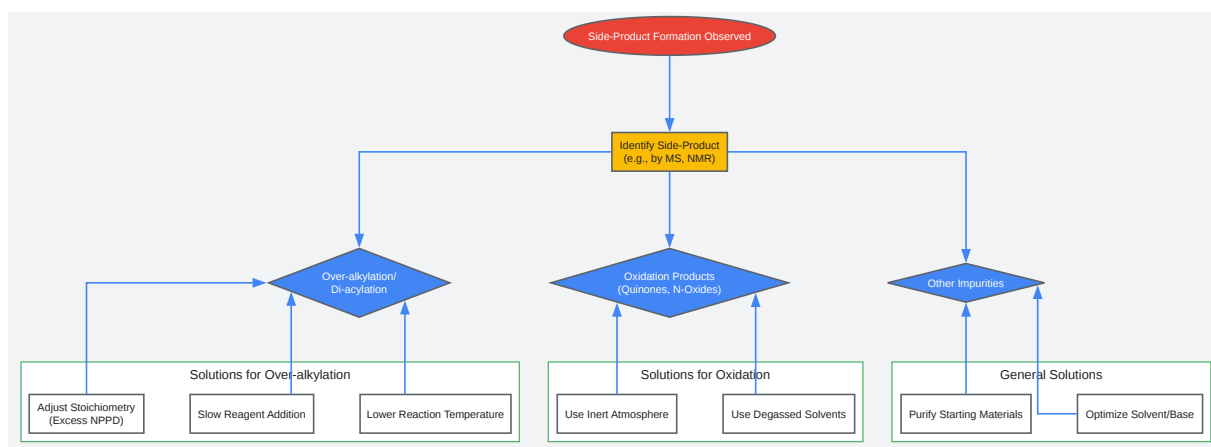 Side-Product Formation Observed
Identify Side-Product
(e.g., by MS, NMR)
Over-alkylation/
Di-acylation
Oxidation Products
(Quinones, N-Oxides)
Other Impurities
Solutions for Over-alkylation
Adjust Stoichiometry
(Excess NPPD)
Slow Reagent Addition
Lower Reaction Temperature
Solutions for Oxidation
Use Inert Atmosphere
Use Degassed Solvents
General Solutions
Purify Starting Materials
Optimize Solvent/Base